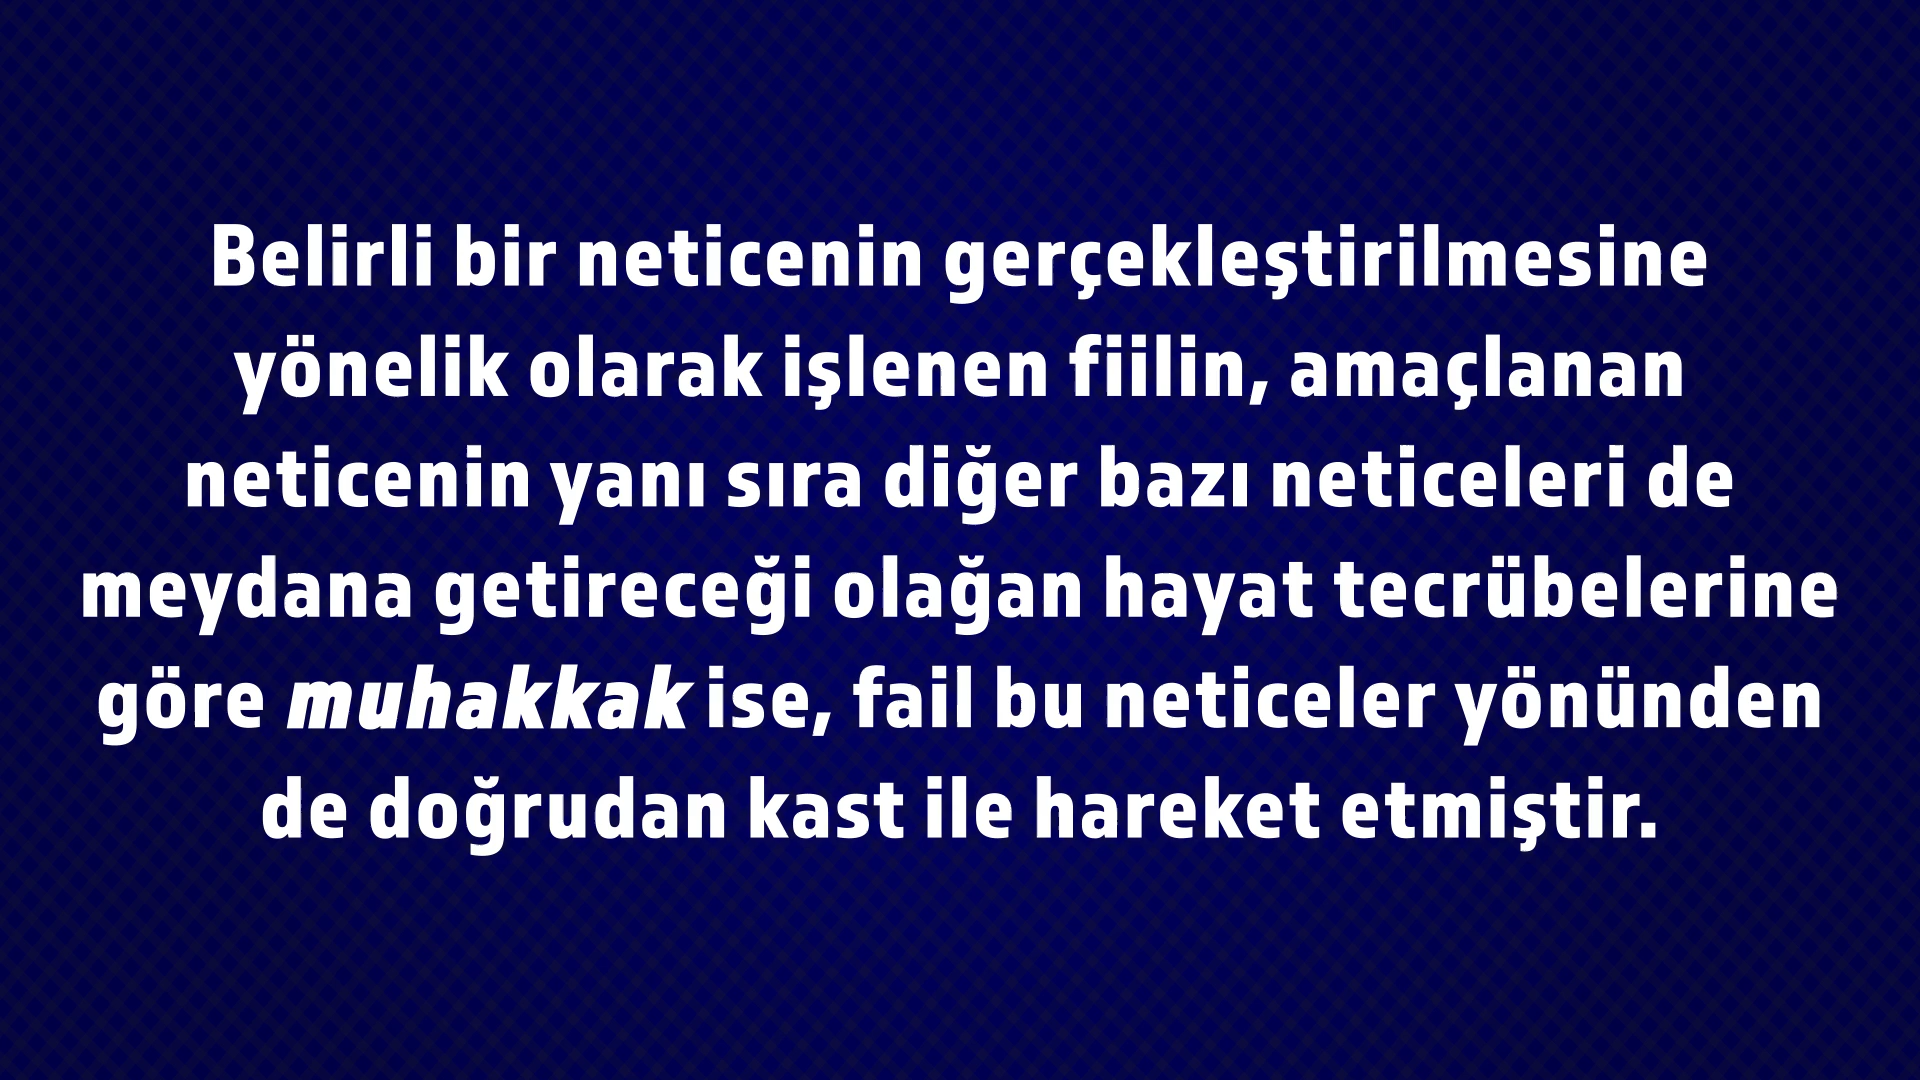 Belirli bir neticenin gerçekleştirilmesine
yönelik olarak işlenen fiilin, amaçlanan
neticenin yanı sıra diğer bazı neticeleri de
meydana getireceği olağan hayat tecrübelerine
göre muhakkak ise, fail bu neticeler yönünden
de doğrudan kast ile hareket etmiştir.